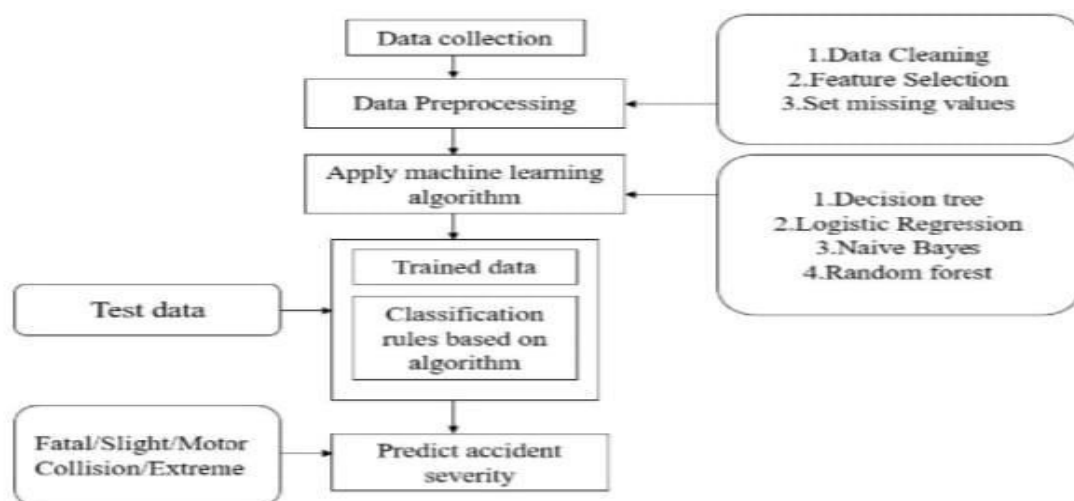 Data collection
1.Data Cleaning
2.Feature Selection
3.Set missing values
Data Preprocessing
Apply machine learning
algorithm
1.Decision tree
2.Logistic Regression
3.Naive Bayes
4.Random forest
Trained data
Test data
Classification
rules based on
algorithm
Fatal/Slight/Motor
Collision/Extreme
Predict accident
severity